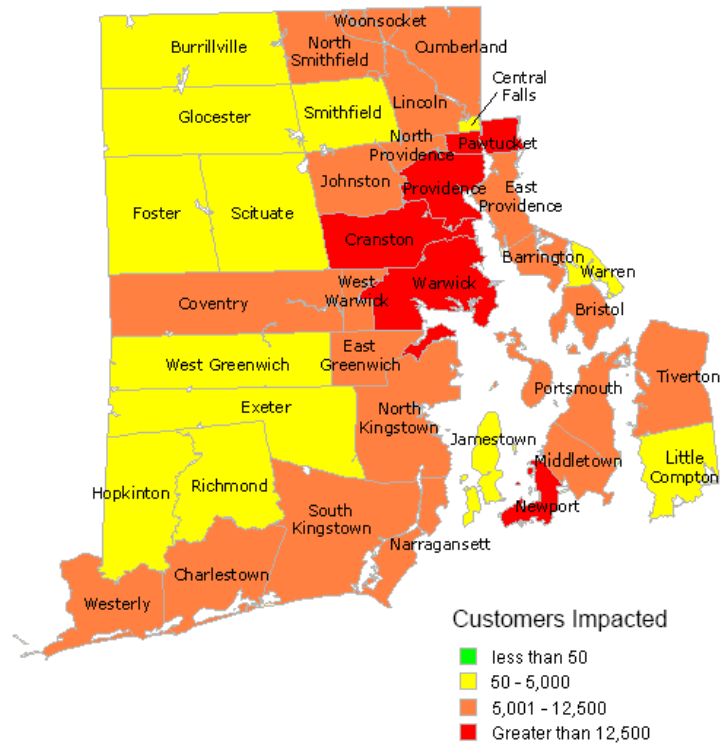 Woonsocket
Burrillville
North
Smithfield
Cumberland
Central
Falls
Glocester
Smithfield
Lincoln
North
Providence
Pawtucket
Johnston
Providence
East
Providence
Foster
Scituate
Cranston
Barrington
Warren
West
Warwick
Warwick
Coventry
Bristol
East
Greenwich
West Greenwich
Portsmouth
Tiverton
Exeter
North
Kingstown
Jamestown
Middletown
Little
Compton
Hopkinton
Richmond
Newport
South
Kingstown
Narragansett
Charlestown
Westerly
Customers Impacted
less than 50
50 - 5,000
5,001 - 12,500
Greater than 12,500